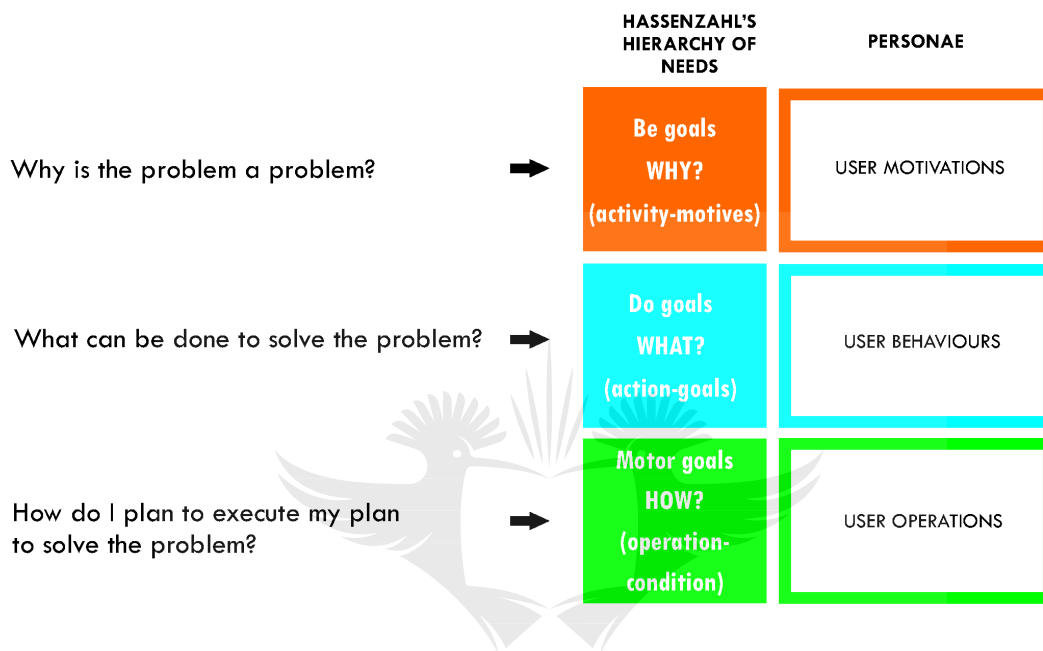 HASSENZAHL'S
HIERARCHY OF
NEEDS
PERSONAE
Why is the problem a problem?
Be goals
WHY?
(activity-motives)
USER MOTIVATIONS
What can be done to solve the problem?
Do goals
WHAT?
(action-goals)
USER BEHAVIOURS
How do I plan to execute my plan
to solve the problem?
Motor goals
HOW?
(operation-
condition)
USER OPERATIONS